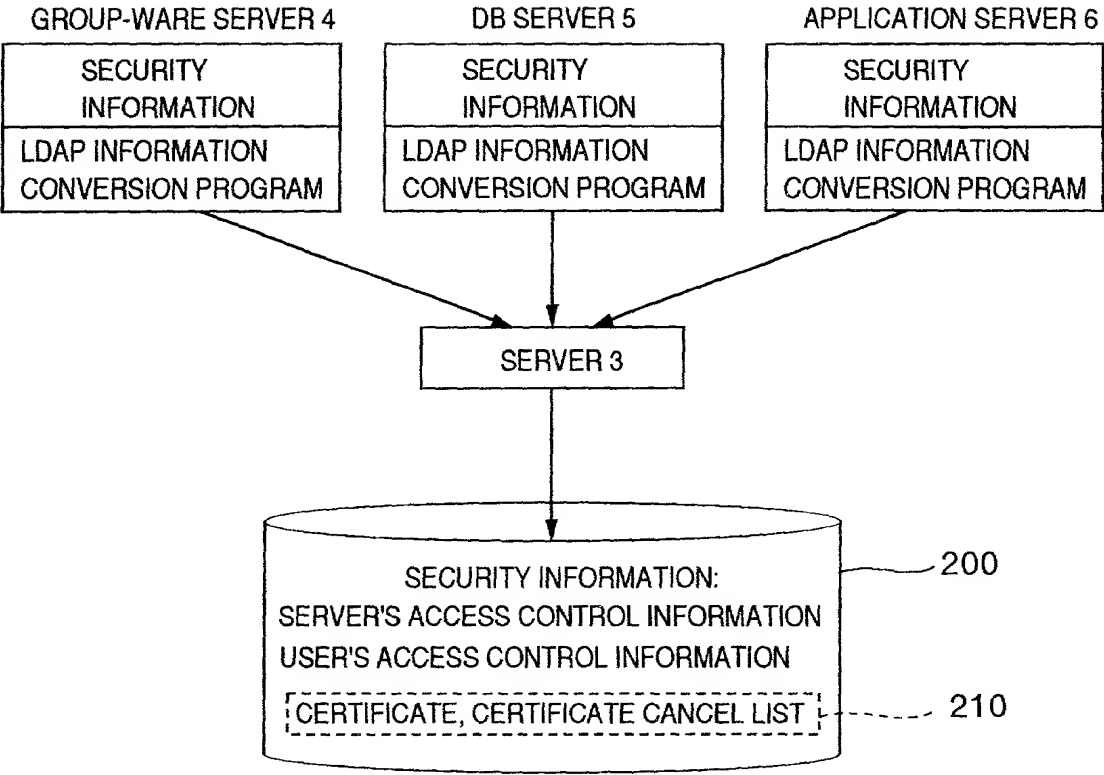 GROUP-WARE SERVER 4
DB SERVER 5
APPLICATION SERVER 6
SECURITY
INFORMATION
LDAP INFORMATION
CONVERSION PROGRAM
SECURITY
INFORMATION
LDAP INFORMATION
CONVERSION PROGRAM
SECURITY
INFORMATION
LDAP INFORMATION
CONVERSION PROGRAM
SERVER 3
SECURITY INFORMATION:
SERVER'S ACCESS CONTROL INFORMATION
USER'S ACCESS CONTROL INFORMATION
CERTIFICATE, CERTIFICATE CANCEL LIST
200
210